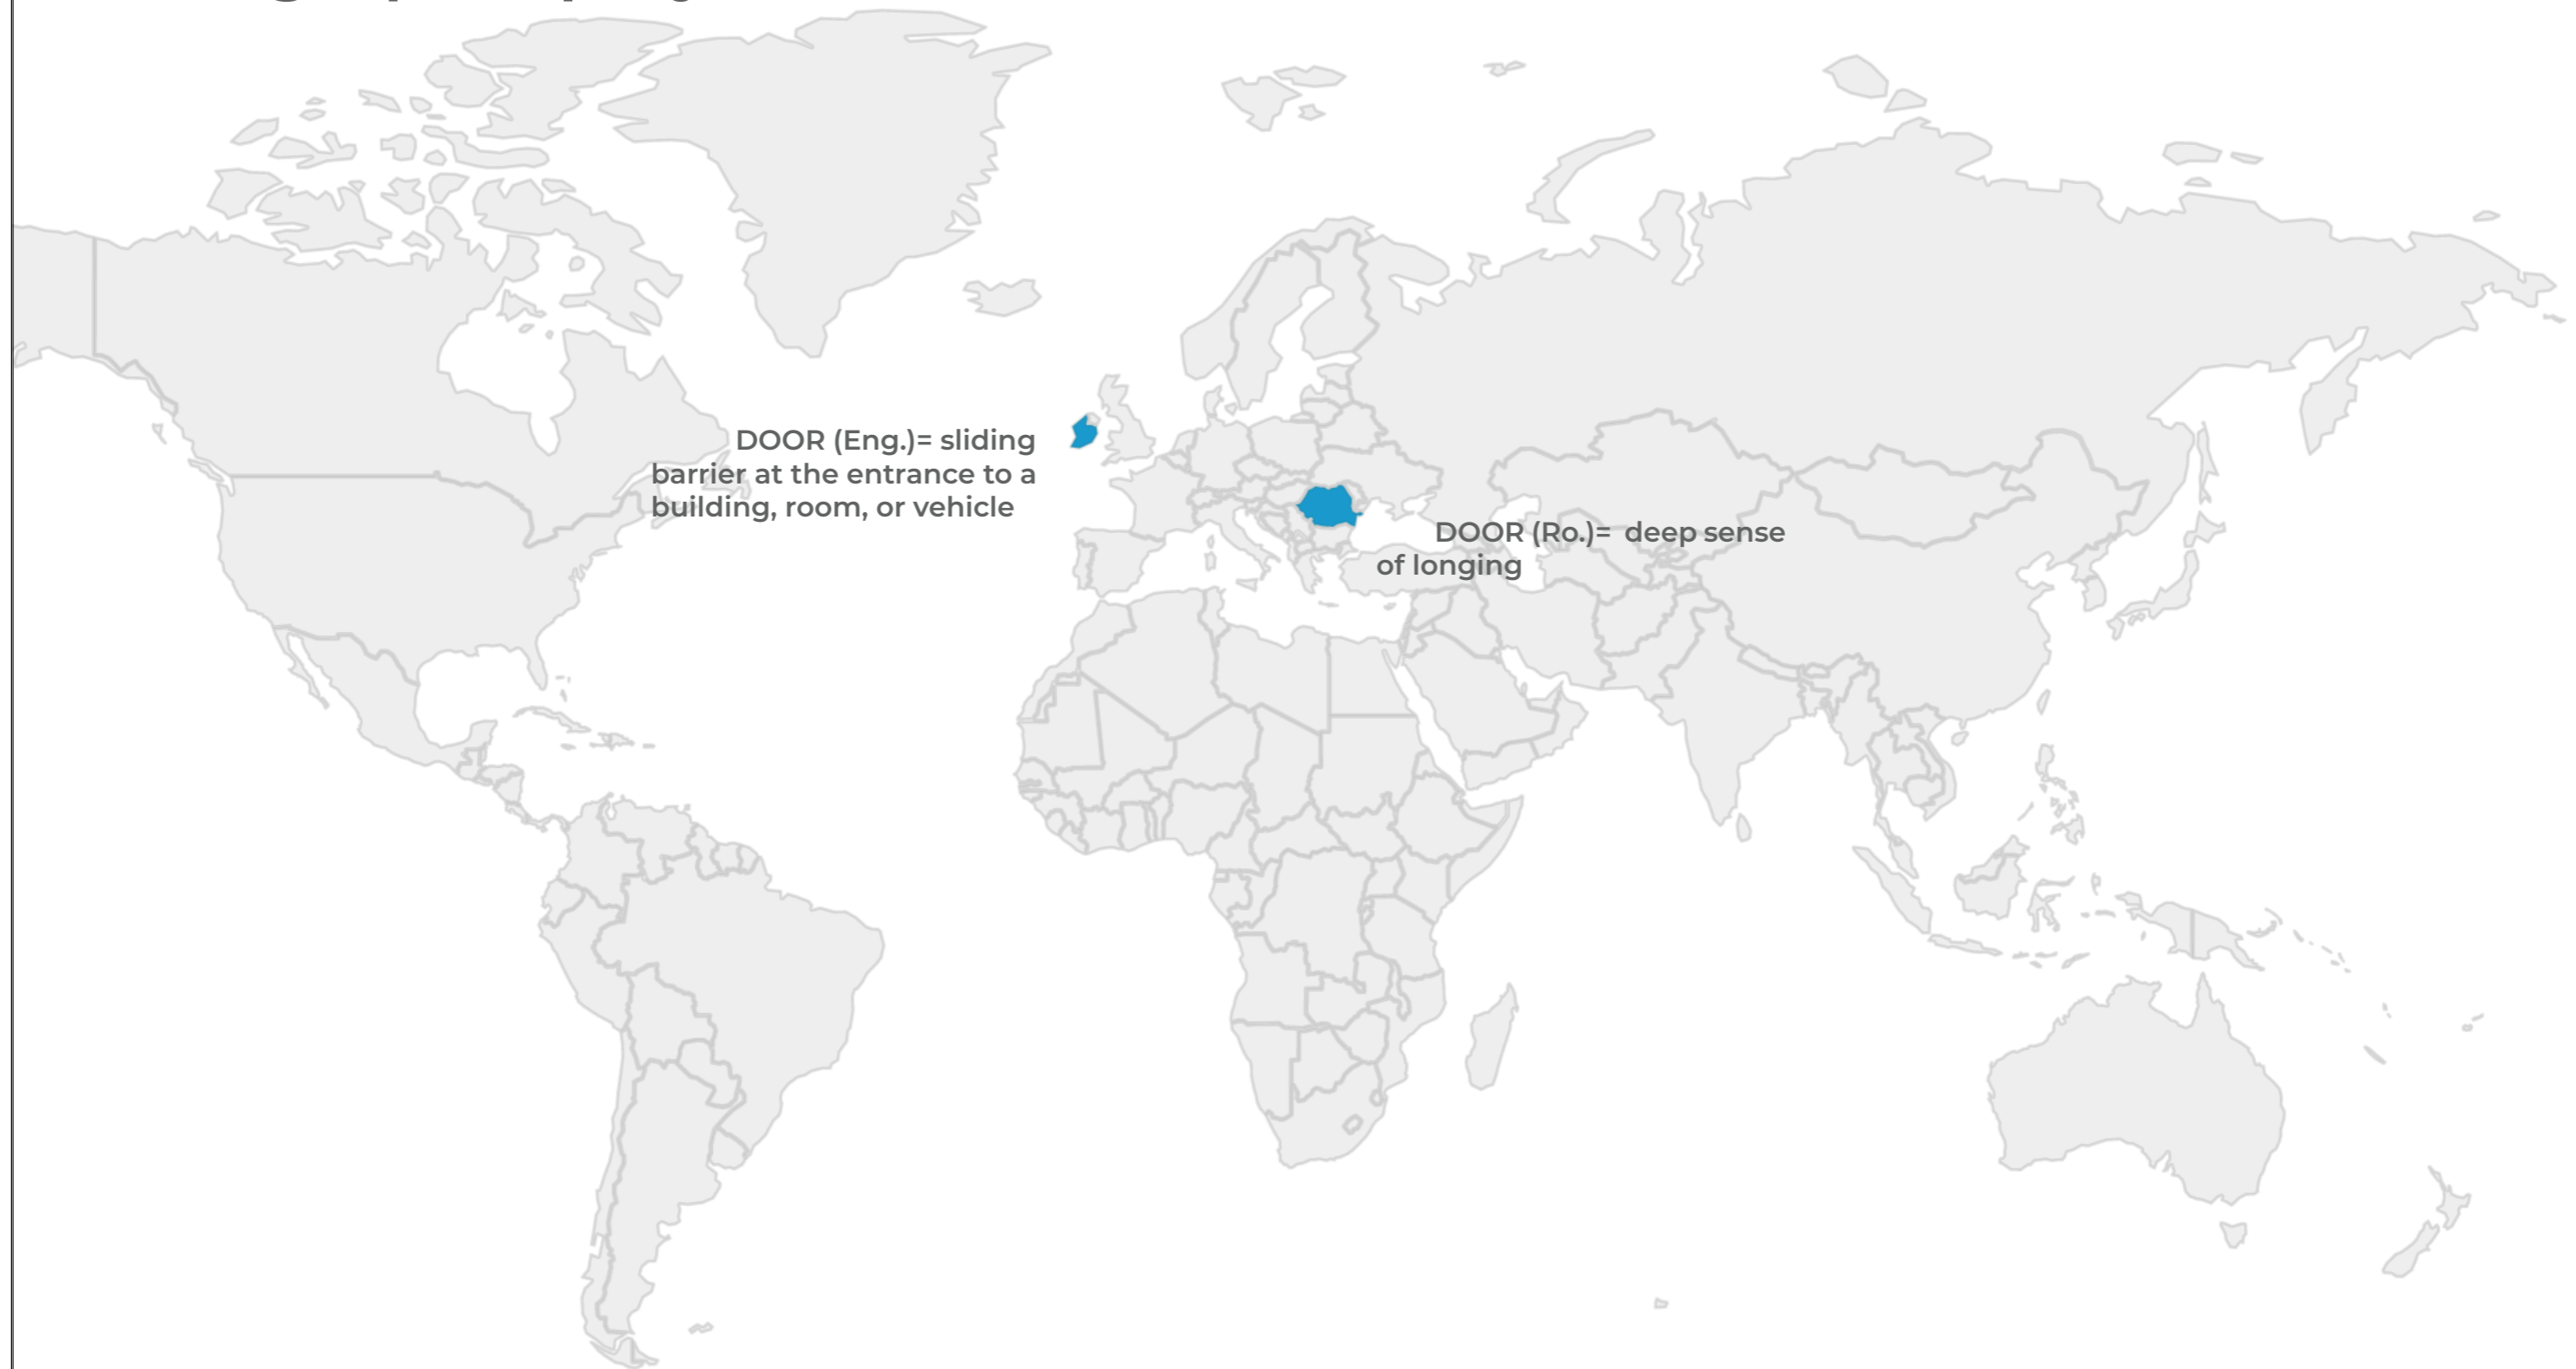 DOOR (Eng.)= sliding
barrier at the entrance to a
building, room, or vehicle
DOOR (Ro.)= deep sense
of longing